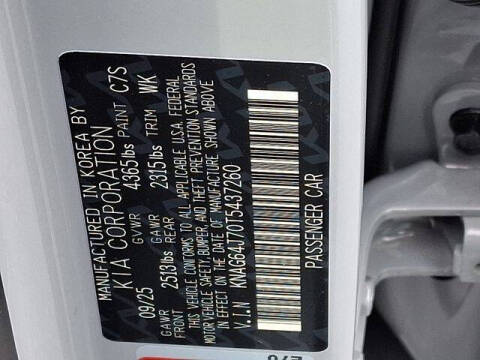 MANUFACTURED IN KOREA BY
KIA CORPORATION
09/25 GVWR 4365lbs PAINT C7S
GAWR FRONT 2513lbs GAWR REAR 2315lbs TRIM WK
THIS VEHICLE CONFORMS TO ALL APPLICABLE U.S.A. FEDERAL
MOTOR VEHICLE SAFETY, BUMPER, AND THEFT PREVENTION STANDARDS
IN EFFECT ON THE DATE OF MANUFACTURE SHOWN ABOVE
V.I.N KNAG64J70T5437260
PASSENGER CAR